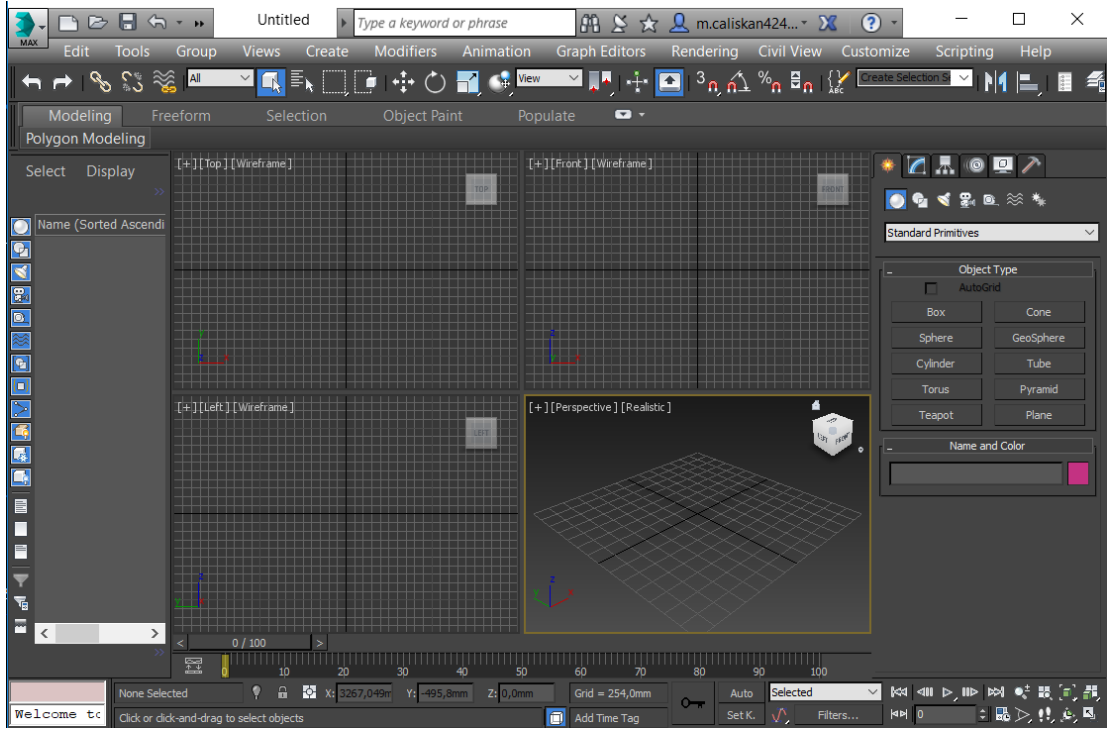 MAX
Untitled
Type a keyword or phrase
m.caliskan424...
Edit Tools Group Views Create Modifiers Animation Graph Editors Rendering Civil View Customize Scripting Help
All
View
3
%
ABC
Create Selection Se
Modeling Freeform Selection Object Paint Populate
Polygon Modeling
Select Display
Name (Sorted Ascendi
[+][Top][Wireframe]
TOP
y
z x
[+][Front][Wireframe]
FRONT
z
y x
[+][Left][Wireframe]
LEFT
z
y x
[+][Perspective][Realistic]
LEFT FRONT
z
y x
Standard Primitives
- Object Type
AutoGrid
Box Cone
Sphere GeoSphere
Cylinder Tube
Torus Pyramid
Teapot Plane
- Name and Color
< 0 / 100 >
0 10 20 30 40 50 60 70 80 90 100
None Selec X: 3267,049m Y: -495,8mm Z: 0,0mm Grid = 254,0mm Auto Selected
Welcome to Click or click-and-drag to select objects Add Time Tag Set K. Filters... 0